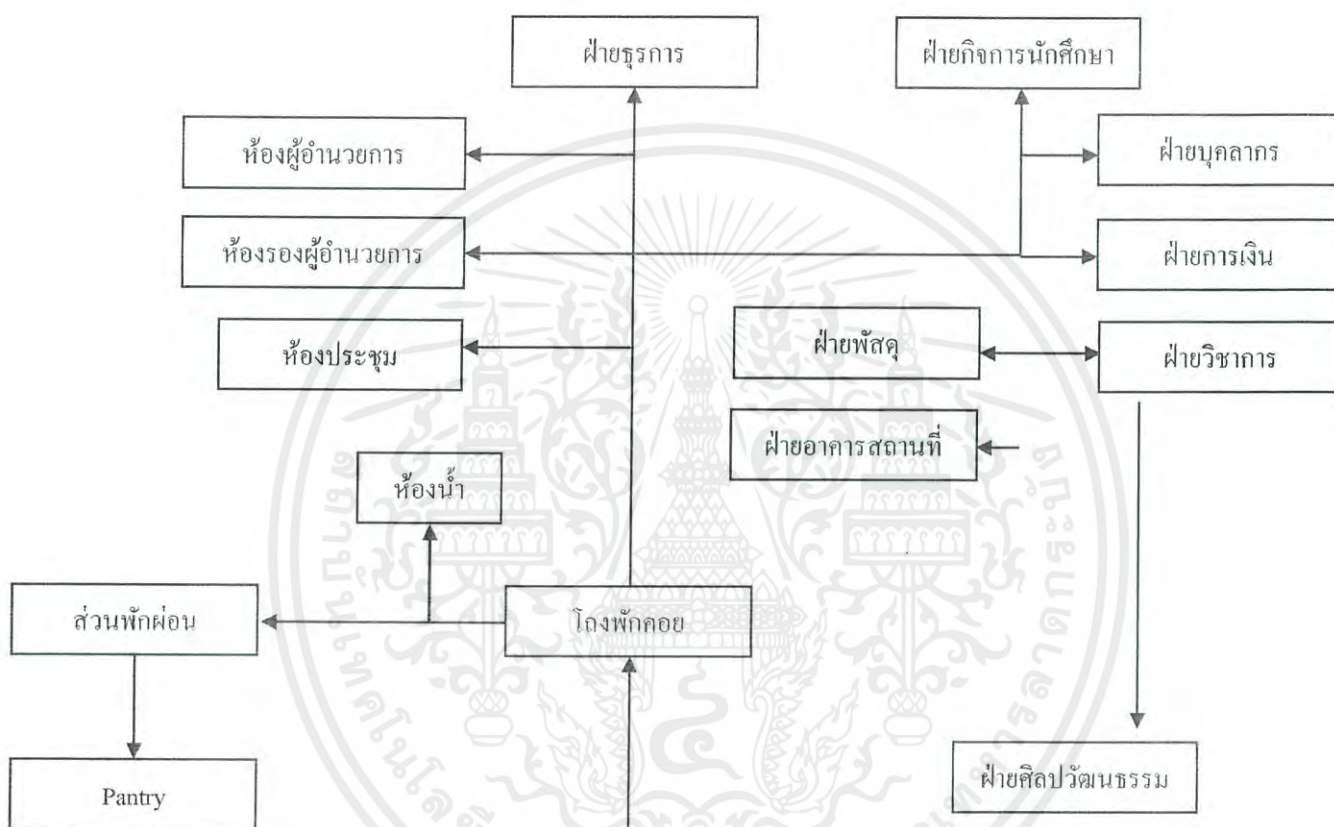 ฝ่ายธุรการ
ฝ่ายกิจการนักศึกษา
ห้องผู้อำนวยการ
ฝ่ายบุคลากร
ห้องรองผู้อำนวยการ
ฝ่ายการเงิน
ห้องประชุม
ฝ่ายพัสดุ
ฝ่ายวิชาการ
ฝ่ายอาคารสถานที่
ห้องน้ำ
ส่วนพักผ่อน
โถงพักคอย
Pantry
ฝ่ายศิลปวัฒนธรรม